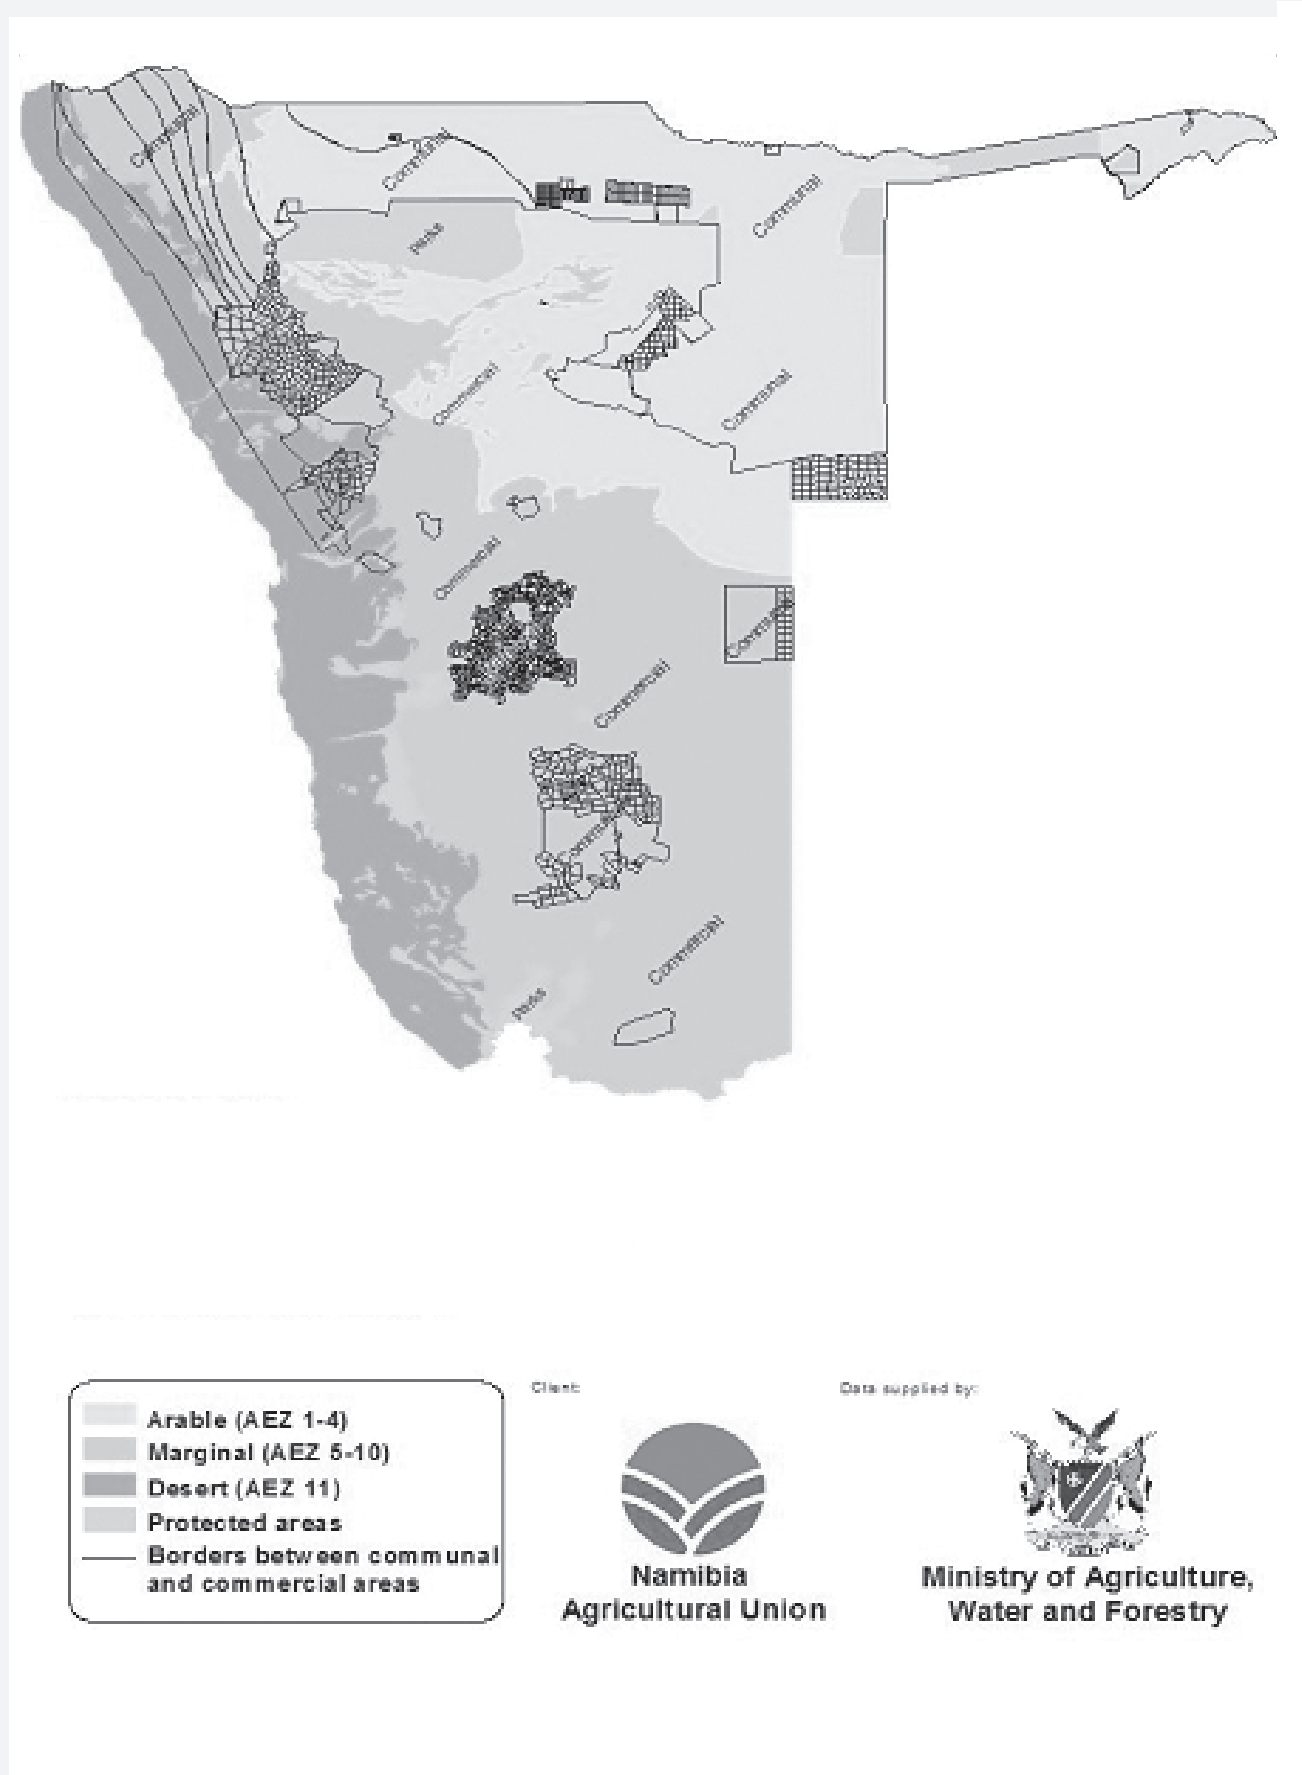 Communal
Communal
Communal
Parks
Communal
Commercial
Commercial
Communal
Commercial
Communal
Commercial
Parks
Client:
Data supplied by:
Arable (AEZ 1-4)
Marginal (AEZ 5-10)
Desert (AEZ 11)
Protected areas
Borders between communal
and commercial areas
Namibia
Agricultural Union
Ministry of Agriculture,
Water and Forestry